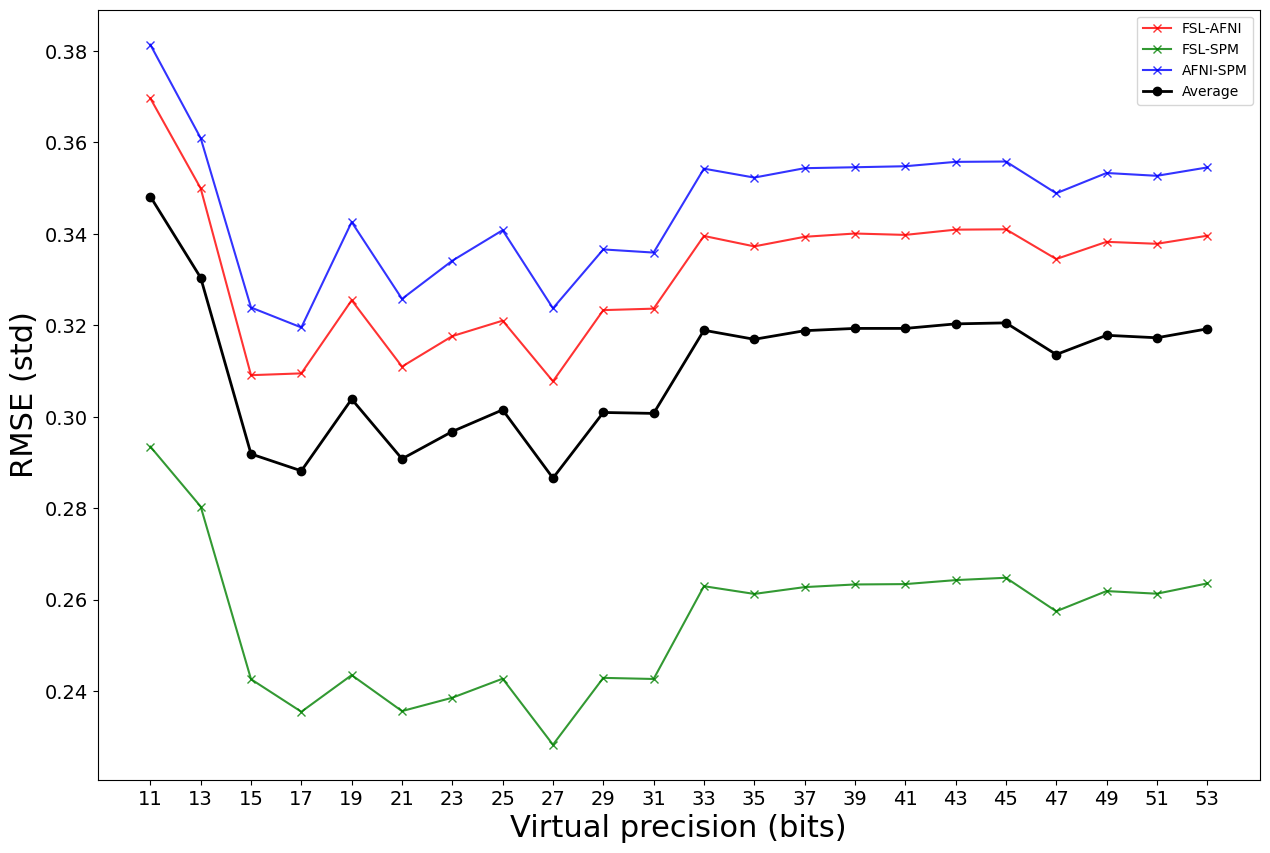 FSL-AFNI
FSL-SPM
AFNI-SPM
Average
RMSE (std)
0.38
0.36
0.34
0.32
0.30
0.28
0.26
0.24
11 13 15 17 19 21 23 25 27 29 31 33 35 37 39 41 43 45 47 49 51 53
Virtual precision (bits)